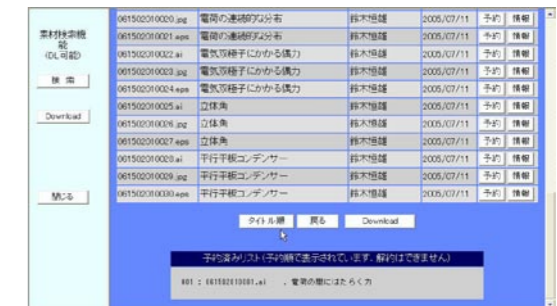 素材検索機
能
(DL可能)
検 索
Download
閉じる
061502010020.jpg 電荷の連続的な分布 鈴木恒雄 2005/07/11 予約 情報
061502010021.eps 電荷の連続的な分布 鈴木恒雄 2005/07/11 予約 情報
061502010022.ai 電気双極子にかかる偶力 鈴木恒雄 2005/07/11 予約 情報
061502010023.jpg 電気双極子にかかる偶力 鈴木恒雄 2005/07/11 予約 情報
061502010024.eps 電気双極子にかかる偶力 鈴木恒雄 2005/07/11 予約 情報
061502010025.ai 立体角 鈴木恒雄 2005/07/11 予約 情報
061502010026.jpg 立体角 鈴木恒雄 2005/07/11 予約 情報
061502010027.eps 立体角 鈴木恒雄 2005/07/11 予約 情報
061502010028.ai 平行平板コンデンサー 鈴木恒雄 2005/07/11 予約 情報
061502010029.jpg 平行平板コンデンサー 鈴木恒雄 2005/07/11 予約 情報
061502010030.eps 平行平板コンデンサー 鈴木恒雄 2005/07/11 予約 情報
タイトル順 戻る Download
予約済みリスト(予約順で表示されています. 解約はできません)
001 : 061502010001.ai . 電荷の間にはたらく力